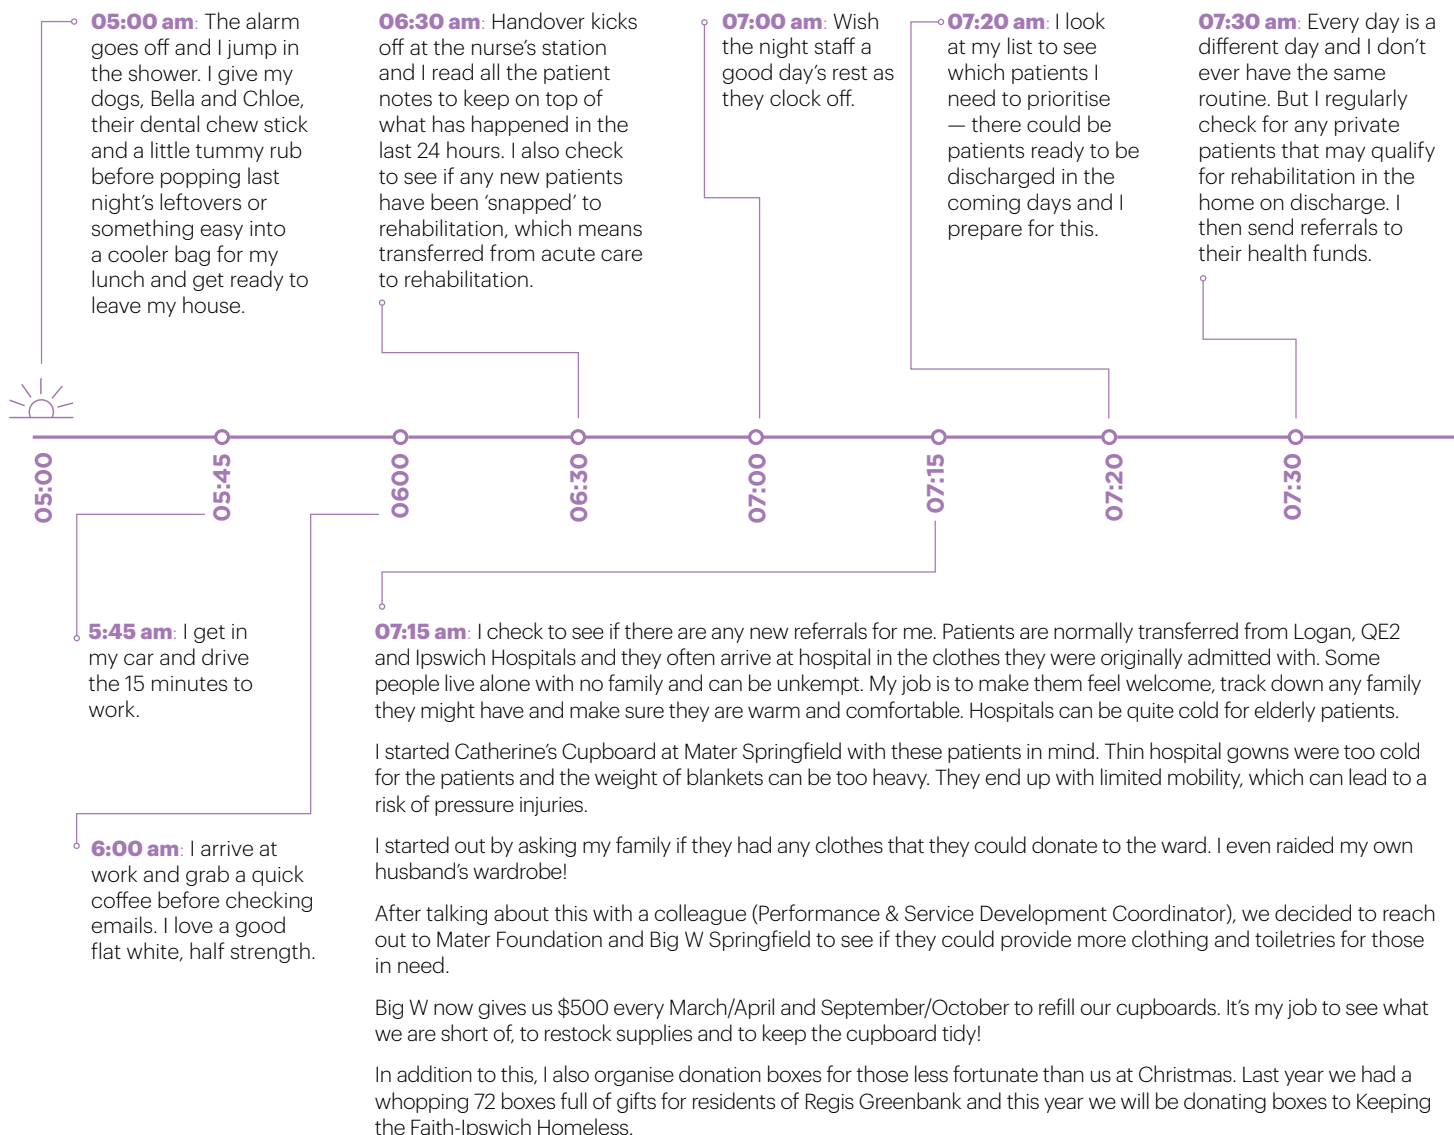 05:00 am: The alarm
goes off and I jump in
the shower. I give my
dogs, Bella and Chloe,
their dental chew stick
and a little tummy rub
before popping last
night’s leftovers or
something easy into
a cooler bag for my
lunch and get ready to
leave my house.
06:30 am: Handover kicks
off at the nurse’s station
and I read all the patient
notes to keep on top of
what has happened in the
last 24 hours. I also check
to see if any new patients
have been ‘snapped’ to
rehabilitation, which means
transferred from acute care
to rehabilitation.
07:00 am: Wish
the night staff a
good day’s rest as
they clock off.
07:20 am: I look
at my list to see
which patients I
need to prioritise
— there could be
patients ready to be
discharged in the
coming days and I
prepare for this.
07:30 am: Every day is a
different day and I don’t
ever have the same
routine. But I regularly
check for any private
patients that may qualify
for rehabilitation in the
home on discharge. I
then send referrals to
their health funds.
05:00
05:45
0600
06:30
07:00
07:15
07:20
07:30
5:45 am: I get in
my car and drive
the 15 minutes to
work.
6:00 am: I arrive at
work and grab a quick
coffee before checking
emails. I love a good
flat white, half strength.
07:15 am: I check to see if there are any new referrals for me. Patients are normally transferred from Logan, QE2
and Ipswich Hospitals and they often arrive at hospital in the clothes they were originally admitted with. Some
people live alone with no family and can be unkempt. My job is to make them feel welcome, track down any family
they might have and make sure they are warm and comfortable. Hospitals can be quite cold for elderly patients.
I started Catherine’s Cupboard at Mater Springfield with these patients in mind. Thin hospital gowns were too cold
for the patients and the weight of blankets can be too heavy. They end up with limited mobility, which can lead to a
risk of pressure injuries.
I started out by asking my family if they had any clothes that they could donate to the ward. I even raided my own
husband’s wardrobe!
After talking about this with a colleague (Performance & Service Development Coordinator), we decided to reach
out to Mater Foundation and Big W Springfield to see if they could provide more clothing and toiletries for those
in need.
Big W now gives us $500 every March/April and September/October to refill our cupboards. It’s my job to see what
we are short of, to restock supplies and to keep the cupboard tidy!
In addition to this, I also organise donation boxes for those less fortunate than us at Christmas. Last year we had a
whopping 72 boxes full of gifts for residents of Regis Greenbank and this year we will be donating boxes to Keeping
the Faith-Ipswich Homeless.